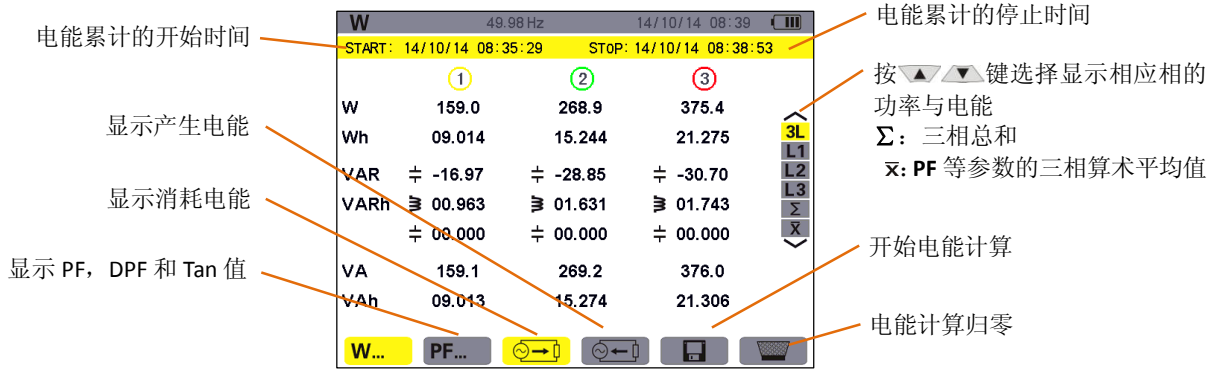 电能累计的开始时间
显示产生电能
显示消耗电能
显示 PF，DPF 和 Tan 值
W 49.98 Hz 14/10/14 08:39
START: 14/10/14 08:35:29 STOP: 14/10/14 08:38:53
1 2 3
W 159.0 268.9 375.4
Wh 09.014 15.244 21.275
VAR -16.97 -28.85 -30.70
VARh 00.963 01.631 01.743
00.000 00.000 00.000
VA 159.1 269.2 376.0
VAh 09.013 15.274 21.306
3L
L1
L2
L3
Σ
x̅
W... PF...
电能累计的停止时间
按 键选择显示相应相的
功率与电能
Σ：三相总和
x̅: PF 等参数的三相算术平均值
开始电能计算
电能计算归零